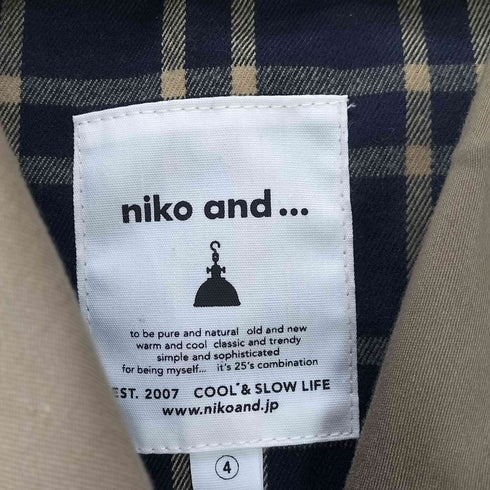 niko and...
to be pure and natural old and new
warm and cool classic and trendy
simple and sophisticated
for being myself... it's 25's combination
EST. 2007 COOL & SLOW LIFE
www.nikoand.jp
4